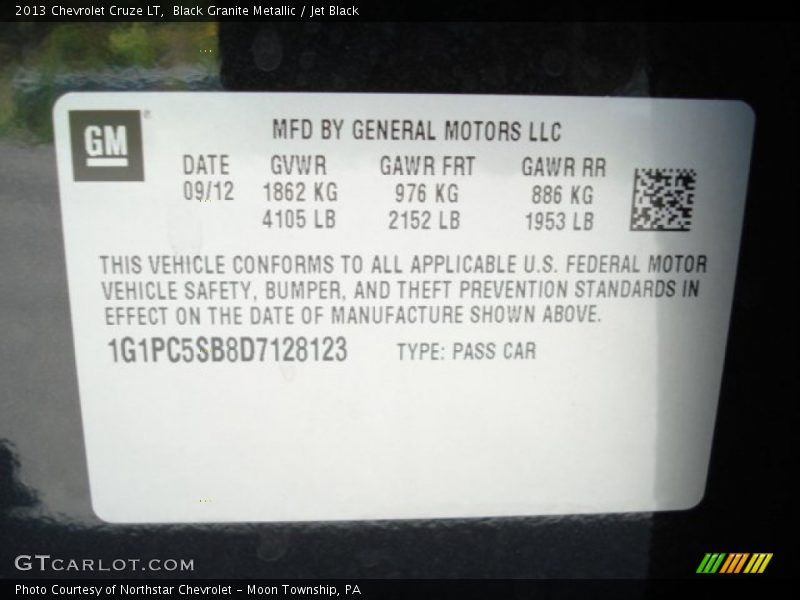 2013 Chevrolet Cruze LT, Black Granite Metallic / Jet Black
GM®
MFD BY GENERAL MOTORS LLC
DATE GVWR GAWR FRT GAWR RR
09/12 1862 KG 976 KG 886 KG
4105 LB 2152 LB 1953 LB
THIS VEHICLE CONFORMS TO ALL APPLICABLE U.S. FEDERAL MOTOR
VEHICLE SAFETY, BUMPER, AND THEFT PREVENTION STANDARDS IN
EFFECT ON THE DATE OF MANUFACTURE SHOWN ABOVE.
1G1PC5SB8D7128123 TYPE: PASS CAR
GTCARLOT.COM
Photo Courtesy of Northstar Chevrolet - Moon Township, PA